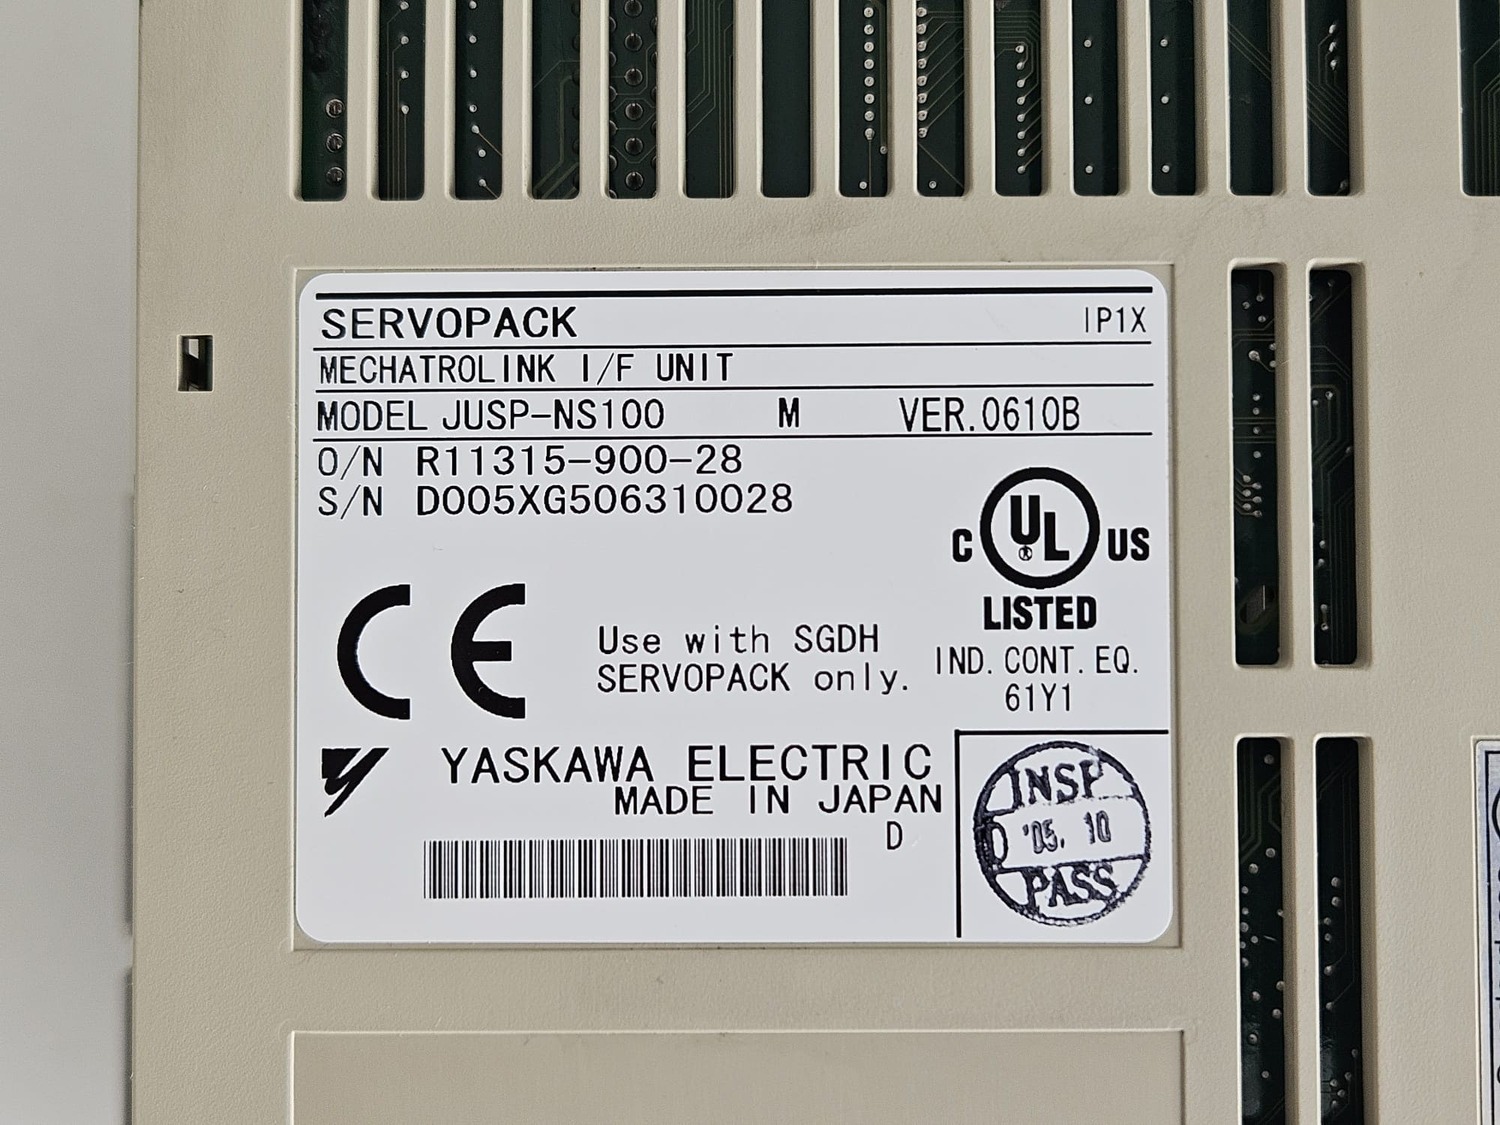 SERVOPACK IP1X
MECHATROLINK I/F UNIT
MODEL JUSP-NS100 M VER.0610B
O/N R11315-900-28
S/N D005XG506310028
C UL US
®
LISTED
IND. CONT. EQ.
61Y1
CE
Use with SGDH
SERVOPACK only.
YASKAWA ELECTRIC
MADE IN JAPAN
D
INSP
'05. 10
PASS